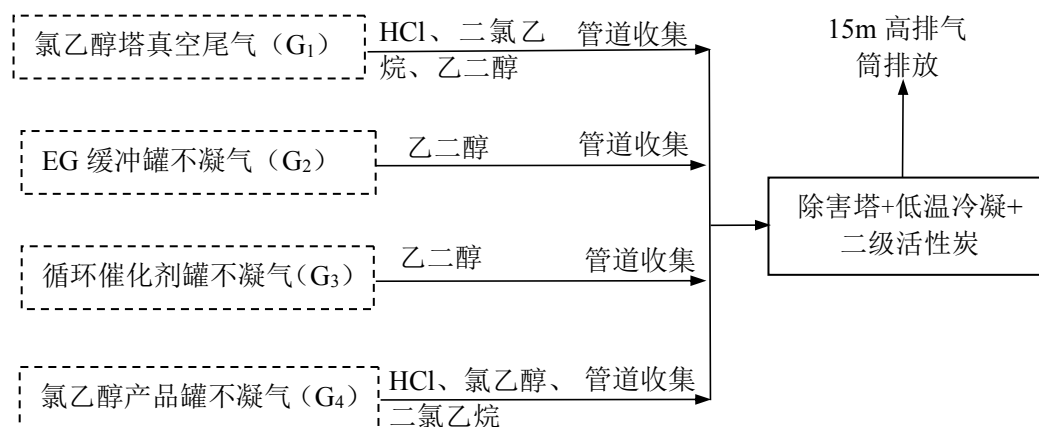 氯乙醇塔真空尾气（G₁）
HCl、二氯乙
烷、乙二醇
管道收集
EG 缓冲罐不凝气（G₂）
乙二醇
管道收集
循环催化剂罐不凝气（G₃）
乙二醇
管道收集
氯乙醇产品罐不凝气（G₄）
HCl、氯乙醇、
二氯乙烷
管道收集
15m 高排气
筒排放
除害塔+低温冷凝+
二级活性炭